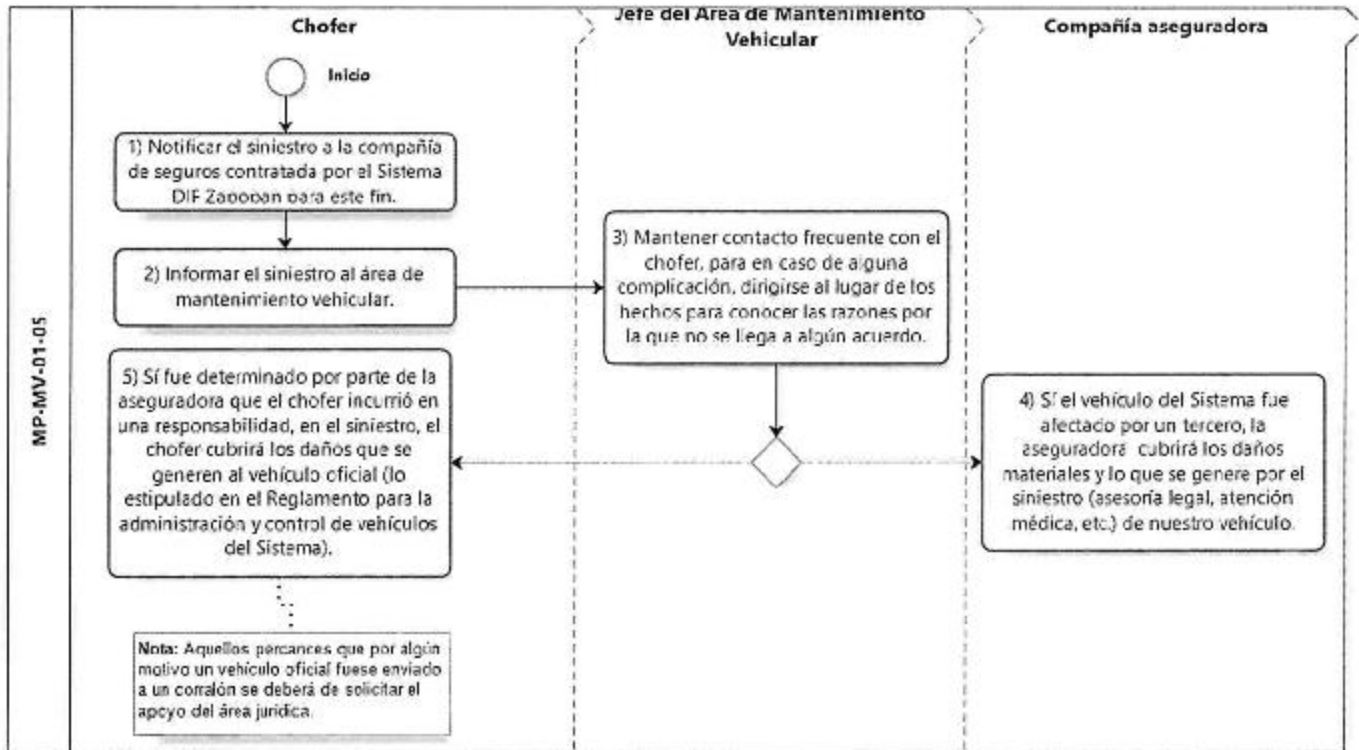 Chofer
Jefe del Área de Mantenimiento
Vehicular
Compañía aseguradora
MP-MV-01-05
Inicio
1) Notificar el siniestro a la compañía
de seguros contratada por el Sistema
DIF Zapopan para este fin.
2) Informar el siniestro al área de
mantenimiento vehicular.
3) Mantener contacto frecuente con el
chofer, para en caso de alguna
complicación, dirigirse al lugar de los
hechos para conocer las razones por
la que no se llega a algún acuerdo.
5) Sí fue determinado por parte de la
aseguradora que el chofer incurrió en
una responsabilidad, en el siniestro, el
chofer cubrirá los daños que se
generen al vehículo oficial (lo
estipulado en el Reglamento para la
administración y control de vehículos
del Sistema).
4) Sí el vehículo del Sistema fue
afectado por un tercero, la
aseguradora cubrirá los daños
materiales y lo que se genere por el
siniestro (asesoría legal, atención
médica, etc.) de nuestro vehículo.
Nota: Aquellos percances que por algún
motivo un vehículo oficial fuese enviado
a un corralón se deberá de solicitar el
apoyo del área jurídica.